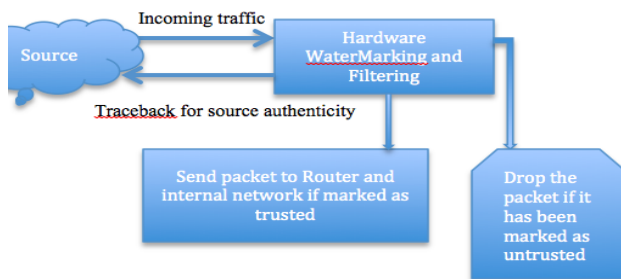 Incoming traffic
Source
Hardware
WaterMarking and
Filtering
Traceback for source authenticity
Send packet to Router and
internal network if marked as
trusted
Drop the
packet if it
has been
marked as
untrusted